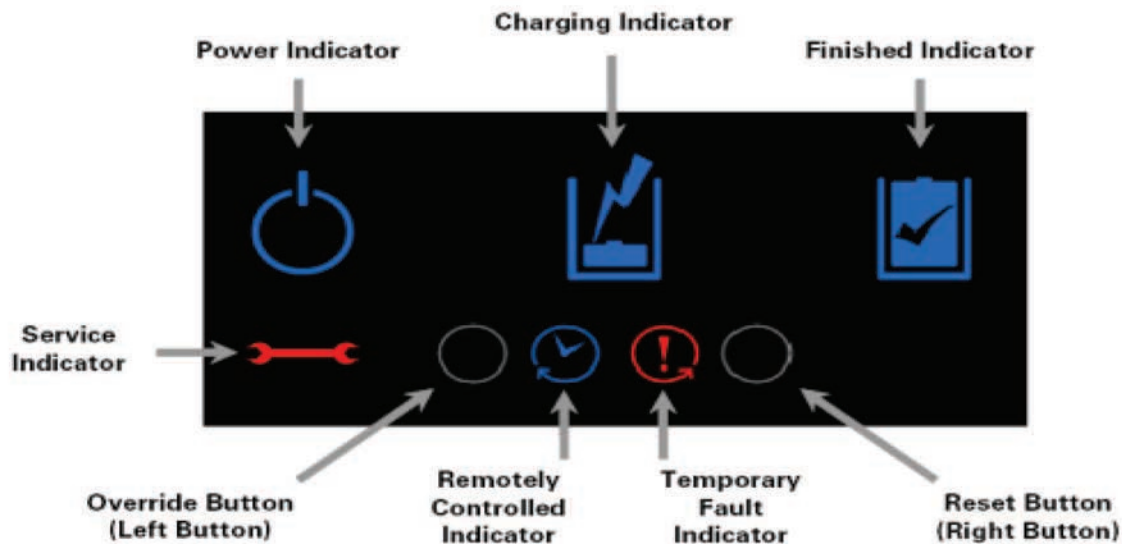 Charging Indicator
Power Indicator
Finished Indicator
Service
Indicator
Override Button
(Left Button)
Remotely
Controlled
Indicator
Temporary
Fault
Indicator
Reset Button
(Right Button)